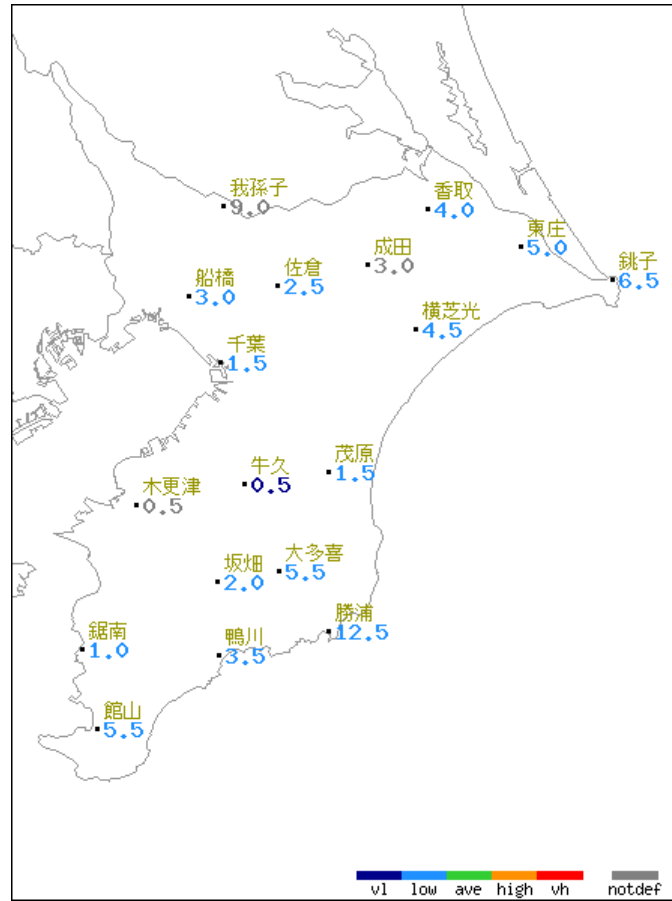 我孫子
9.0
香取
4.0
東庄
5.0
成田
3.0
銚子
6.5
佐倉
2.5
船橋
3.0
横芝光
4.5
千葉
1.5
茂原
1.5
牛久
0.5
木更津
0.5
大多喜
5.5
坂畑
2.0
勝浦
12.5
鋸南
1.0
鴨川
3.5
館山
5.5
vl low ave high vh notdef